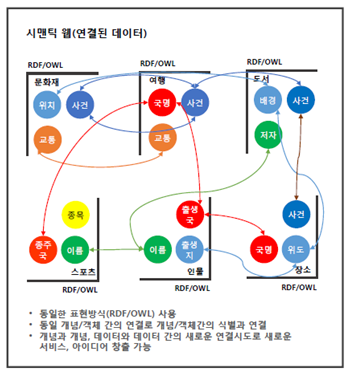 시맨틱 웹(연결된 데이터)
RDF/OWL RDF/OWL RDF/OWL
문화재 여행 도서
위치 사건 국명 사건 배경 사건
교통 교통 저자
종목 출생국 사건
종주국 이름 이름 출생지 국명 위도
스포츠 인물 장소
RDF/OWL RDF/OWL RDF/OWL
• 동일한 표현방식(RDF/OWL) 사용
• 동일 개념/객체 간의 연결로 개념/객체간의 식별과 연결
• 개념과 개념, 데이터와 데이터 간의 새로운 연결시도로 새로운
서비스, 아이디어 창출 가능